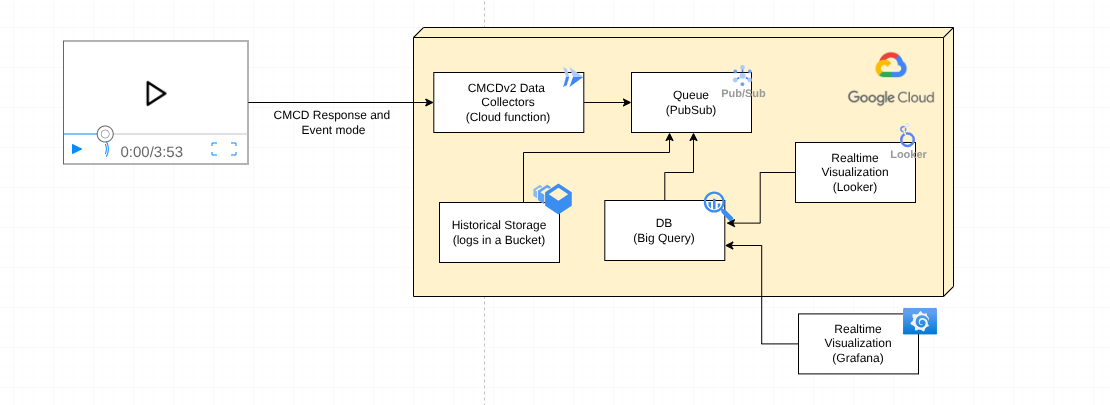 0:00/3:53
CMCD Response and
Event mode
CMCDv2 Data
Collectors
(Cloud function)
Queue
(PubSub)
Pub/Sub
Google Cloud
Looker
Realtime
Visualization
(Looker)
Historical Storage
(logs in a Bucket)
DB
(Big Query)
Realtime
Visualization
(Grafana)